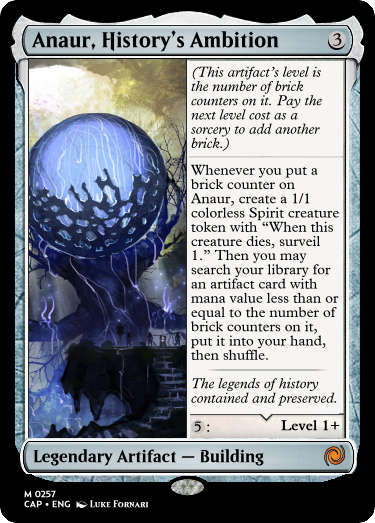 Anaur, History's Ambition 3
(This artifact's level is
the number of brick
counters on it. Pay the
next level cost as a
sorcery to add another
brick.)
Whenever you put a
brick counter on
Anaur, create a 1/1
colorless Spirit creature
token with “When this
creature dies, surveil
1.” Then you may
search your library for
an artifact card with
mana value less than or
equal to the number of
brick counters on it,
put it into your hand,
then shuffle.
The legends of history
contained and preserved.
5 : Level 1+
Legendary Artifact — Building
M 0257
CAP • ENG Luke Fornari